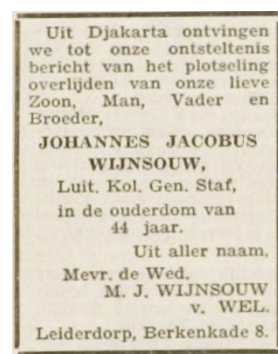 Uit Djakarta ontvingen
we tot onze ontsteltenis
bericht van het plotseling
overlijden van onze lieve
Zoon, Man, Vader en
Broeder,
JOHANNES JACOBUS
WIJNSOUW,
Luit. Kol. Gen. Staf,
in de ouderdom van
44 jaar.
Uit aller naam,
Mevr. de Wed.
M. J. WIJNSOUW
v. WEL.
Leiderdorp, Berkenkade 8.